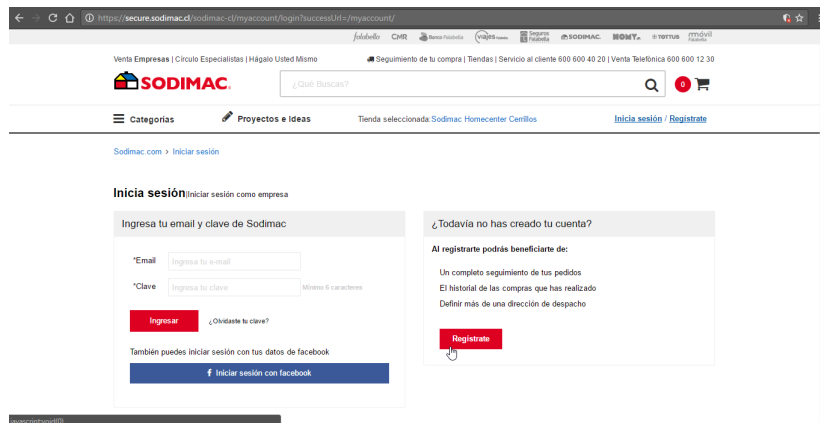 https://secure.sodimac.cl/sodimac-cl/myaccount/login?successUrl=/myaccount/
falabella CMR Banco Falabella viajes Falabella Seguros Falabella SODIMAC. HOMY. TOTTUS móvil Falabella
Venta Empresas | Círculo Especialistas | Hágalo Usted Mismo
Seguimiento de tu compra | Tiendas | Servicio al cliente 600 600 40 20 | Venta Telefónica 600 600 12 30
SODIMAC.
¿Qué Buscas?
0
Categorías
Proyectos e Ideas
Tienda seleccionada:Sodimac Homecenter Cerrillos
Inicia sesión / Regístrate
Sodimac com > Iniciar sesión
Inicia sesión|Iniciar sesión como empresa
Ingresa tu email y clave de Sodimac
*Email
Ingresa tu e-mail
*Clave
Ingresa tu clave
Mínimo 6 caracteres
Ingresar
¿Olvidaste tu clave?
También puedes iniciar sesión con tus datos de facebook
f Iniciar sesión con facebook
¿Todavía no has creado tu cuenta?
Al registrarte podrás beneficiarte de:
Un completo seguimiento de tus pedidos
El historial de las compras que has realizado
Definir más de una dirección de despacho
Regístrate